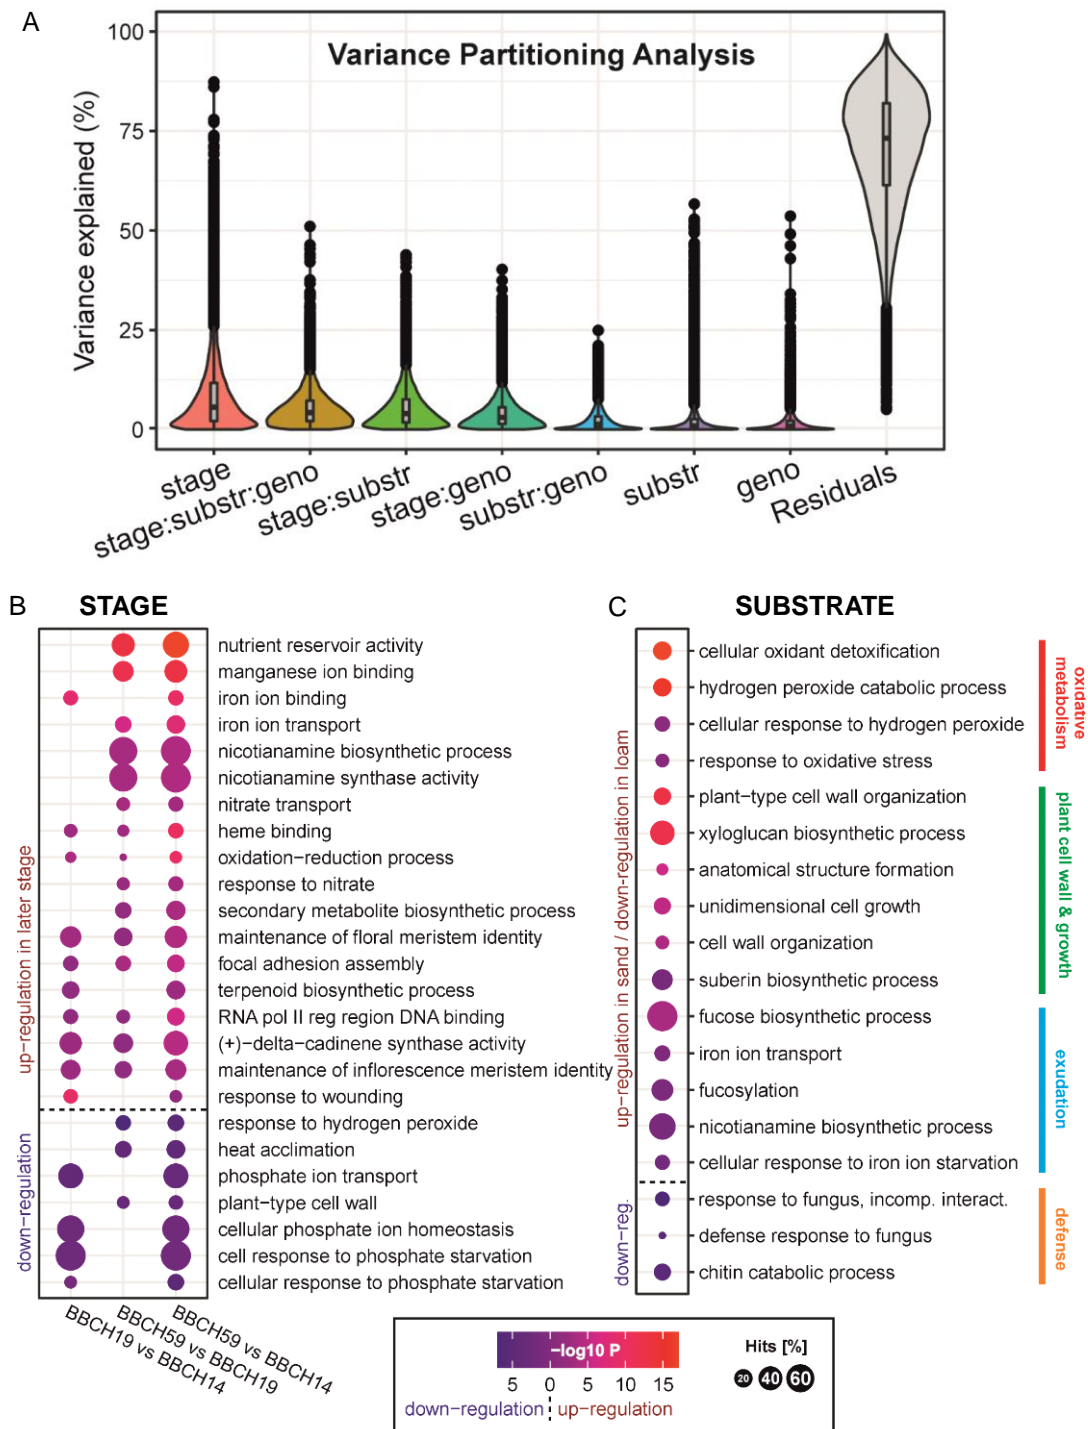 A
Variance Partitioning Analysis
Variance explained (%)
100
75
50
25
0
stage
stage:substr:geno
stage:substr
stage:geno
substr:geno
substr
geno
Residuals
B
STAGE
up−regulation in later stage
down−regulation
nutrient reservoir activity
manganese ion binding
iron ion binding
iron ion transport
nicotianamine biosynthetic process
nicotianamine synthase activity
nitrate transport
heme binding
oxidation−reduction process
response to nitrate
secondary metabolite biosynthetic process
maintenance of floral meristem identity
focal adhesion assembly
terpenoid biosynthetic process
RNA pol II reg region DNA binding
(+)−delta−cadinene synthase activity
maintenance of inflorescence meristem identity
response to wounding
response to hydrogen peroxide
heat acclimation
phosphate ion transport
plant−type cell wall
cellular phosphate ion homeostasis
cell response to phosphate starvation
cellular response to phosphate starvation
BBCH19 vs BBCH14
BBCH59 vs BBCH19
BBCH59 vs BBCH14
C
SUBSTRATE
up−regulation in sand / down−regulation in loam
down−reg.
cellular oxidant detoxification
hydrogen peroxide catabolic process
cellular response to hydrogen peroxide
response to oxidative stress
plant−type cell wall organization
xyloglucan biosynthetic process
anatomical structure formation
unidimensional cell growth
cell wall organization
suberin biosynthetic process
fucose biosynthetic process
iron ion transport
fucosylation
nicotianamine biosynthetic process
cellular response to iron ion starvation
response to fungus, incomp. interact.
defense response to fungus
chitin catabolic process
oxidative
metabolism
plant cell wall & growth
exudation
defense
−log10 P
5 0 5 10 15
down−regulation up−regulation
Hits [%]
20 40 60